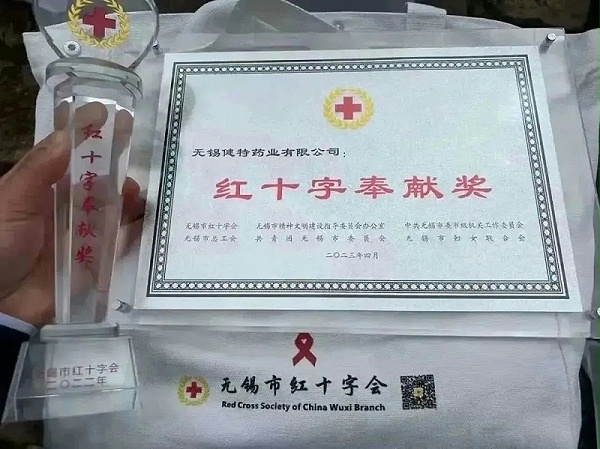 红十字奉献奖
无锡市红十字会
二〇二二年
无锡健特药业有限公司：
红十字奉献奖
无锡市红十字会 无锡市精神文明建设指导委员会办公室 中共无锡市委市级机关工作委员会
无锡市总工会 共青团无锡市委员会 无锡市妇女联合会
二〇二三年四月
无锡市红十字会
Red Cross Society of China Wuxi Branch